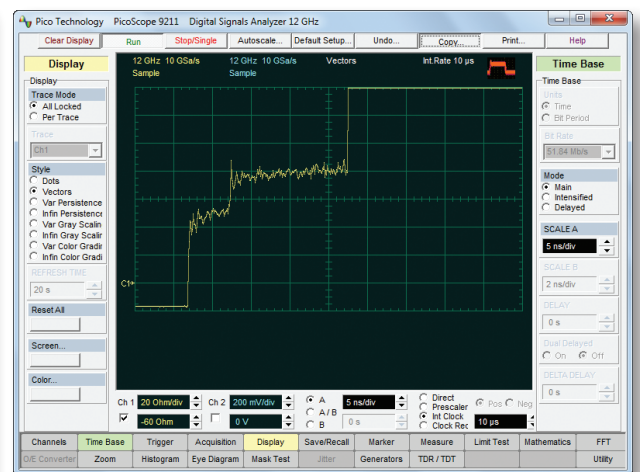 Pico Technology PicoScope 9211 Digital Signals Analyzer 12 GHz
Clear Display Run Stop/Single Autoscale... Default Setup... Undo... Copy... Print... Help
Display
Display
Trace Mode
All Locked
Per Trace
Trace
Ch1
Style
Dots
Vectors
Var Persistence
Infin Persistence
Var Gray Scalin
Infin Gray Scalir
Var Color Gradir
Infin Color Gradi
REFRESH TIME
20 s
Reset All
Screen...
Color...
12 GHz 10 GSa/s 12 GHz 10 GSa/s Vectors Int.Rate 10 µs
Sample Sample
C1
Time Base
Time Base
Units
Time
Bit Period
Bit Rate
51.84 Mb/s
Mode
Main
Intensified
Delayed
SCALE A
5 ns/div
SCALE B
2 ns/div
DELAY
0 s
Dual Delayed
On Off
DELTA DELAY
0 s
Ch 1 20 Ohm/div Ch 2 200 mV/div A 5 ns/div Direct
A / B Prescaler Pos Neg
-60 Ohm 0 V B 0 s Int Clock 10 µs
Clock Rec
Channels Time Base Trigger Acquisition Display Save/Recall Marker Measure Limit Test Mathematics FFT
O/E Converter Zoom Histogram Eye Diagram Mask Test Jitter Generators TDR / TDT Utility